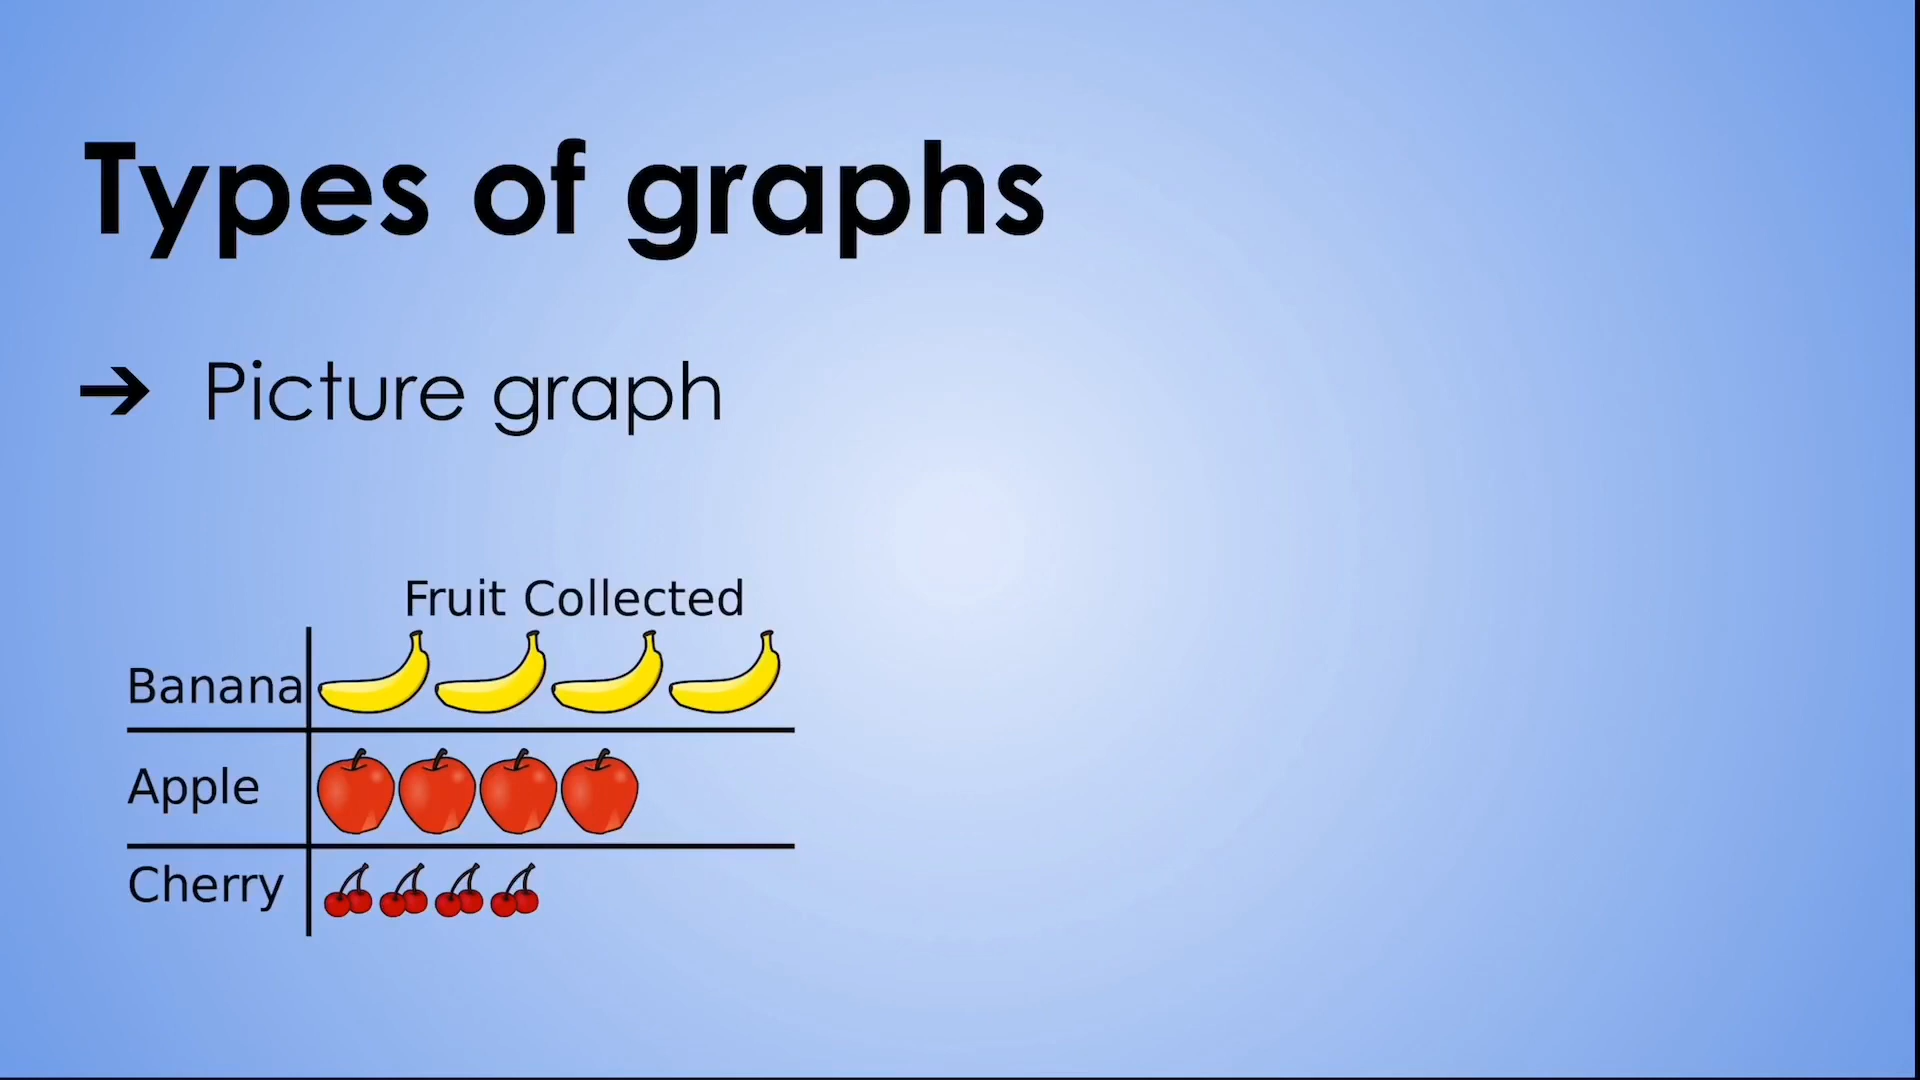 Types of graphs
➔ Picture graph
Fruit Collected
Banana
Apple
Cherry